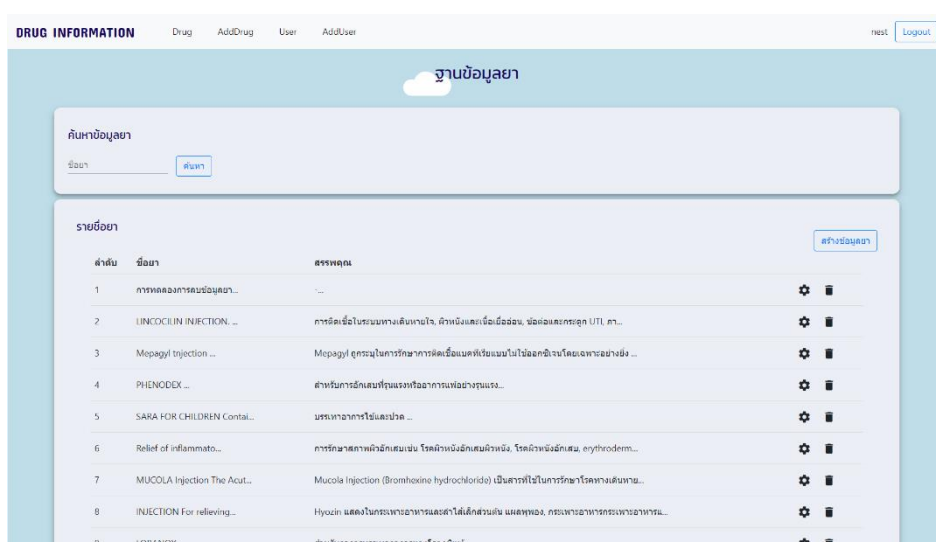 DRUG INFORMATION Drug AddDrug User AddUser nest Logout
ฐานข้อมูลยา
ค้นหาข้อมูลยา
ชื่อยา ค้นหา
รายชื่อยา
สร้างข้อมูลยา
ลำดับ ชื่อยา สรรพคุณ
1 การทดลองการลบข้อมูลยา... -...
2 LINCOCILIN INJECTION. ... การติดเชื้อในระบบทางเดินหายใจ, ผิวหนังและเนื้อเยื่ออ่อน, ข้อต่อและกระดูก UTI, ภา...
3 Mepagyl tnjection ... Mepagyl ถูกระบุในการรักษาการติดเชื้อแบคทีเรียแบบไม่ใช้ออกซิเจนโดยเฉพาะอย่างยิ่ง ...
4 PHENODEX ... สำหรับการอักเสบที่รุนแรงหรืออาการแพ้อย่างรุนแรง...
5 SARA FOR CHILDREN Contai... บรรเทาอาการไข้และปวด ...
6 Relief of inflammato... การรักษาสภาพผิวอักเสบเช่น โรคผิวหนังอักเสบผิวหนัง, โรคผิวหนังอักเสบ, erythroderm...
7 MUCOLA Injection The Acut... Mucola Injection (Bromhexine hydrochloride) เป็นสารที่ใช้ในการรักษาโรคทางเดินหาย...
8 INJECTION For relieving... Hyozin แสดงในกระเพาะอาหารและลำไส้เล็กส่วนต้น แผลพุพอง, กระเพาะอาหารกระเพาะอาหารแ...